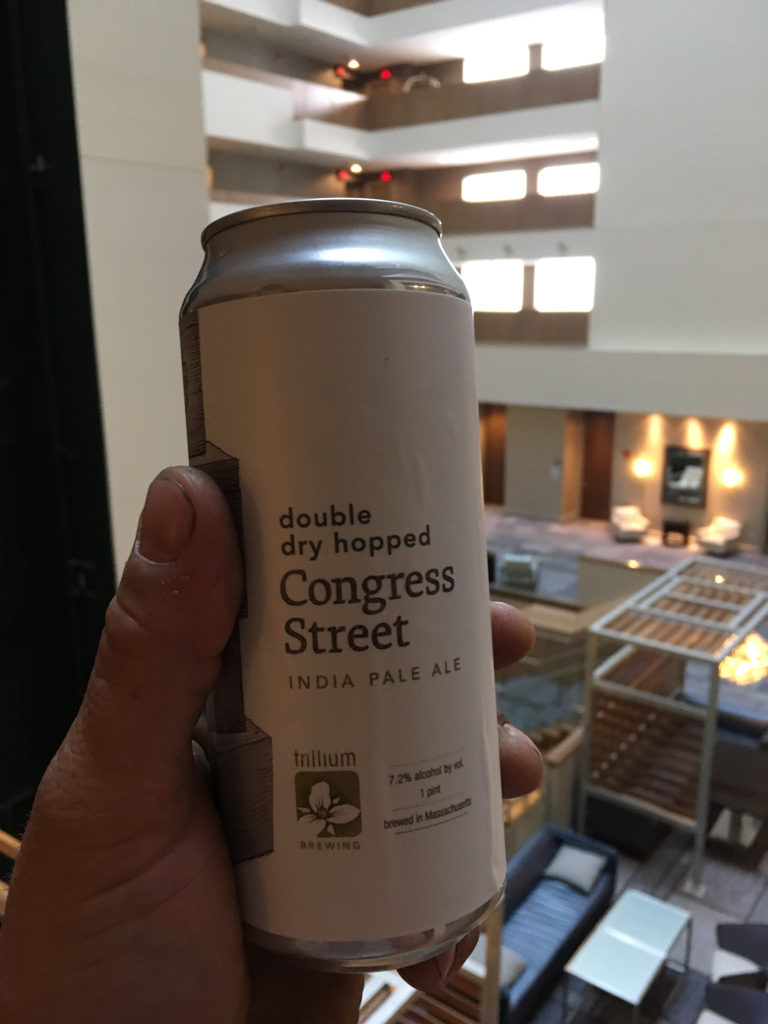 double
dry hopped
Congress
Street
INDIA PALE ALE
trillium
BREWING
7.2% alcohol by vol.
1 pint
brewed in Massachusetts